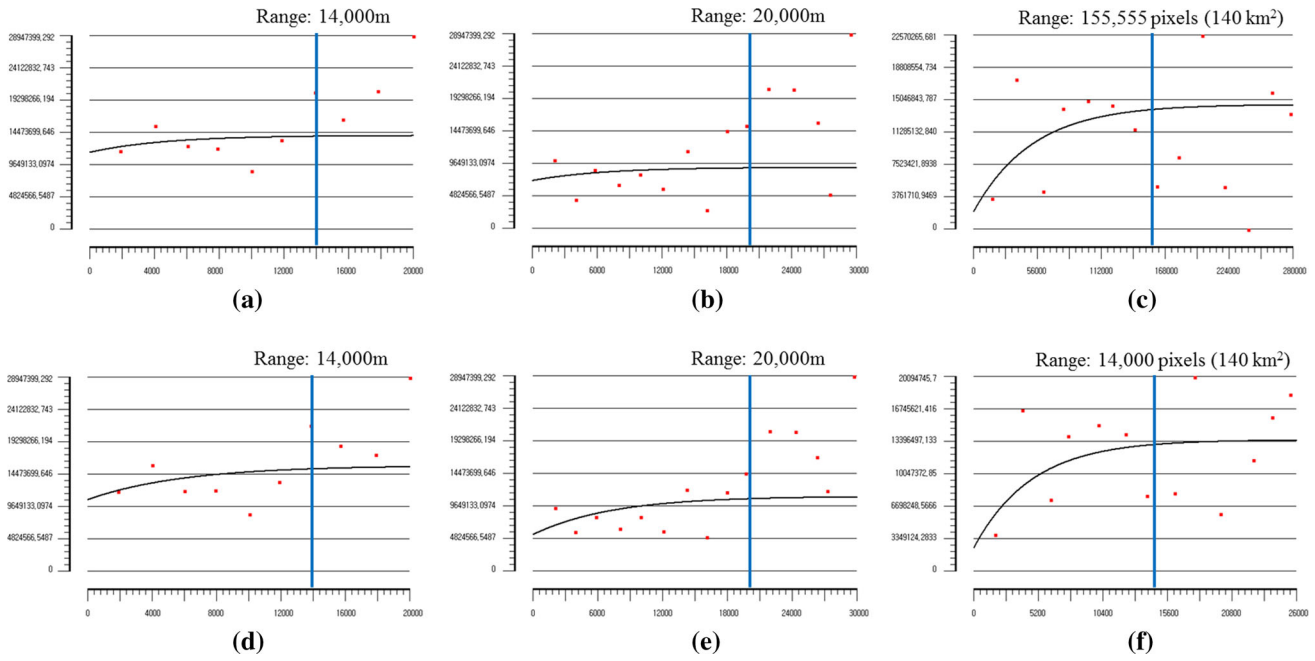 Range: 14,000m
28947399,292
24122832,743
19298266,194
14473699,646
9649133,0974
4824566,5487
0
0 4000 8000 12000 16000 20000
(a)
Range: 20,000m
28947399,292
24122832,743
19298266,194
14473699,646
9649133,0974
4824566,5487
0
0 6000 12000 18000 24000 30000
(b)
Range: 155,555 pixels (140 km²)
22570265,681
18808554,734
15046843,787
11285132,840
7523421,8938
3761710,9469
0
0 56000 112000 168000 224000 280000
(c)
Range: 14,000m
28947399,292
24122832,743
19298266,194
14473699,646
9649133,0974
4824566,5487
0
0 4000 8000 12000 16000 20000
(d)
Range: 20,000m
28947399,292
24122832,743
19298266,194
14473699,646
9649133,0974
4824566,5487
0
0 6000 12000 18000 24000 30000
(e)
Range: 14,000 pixels (140 km²)
20094745,7
16745621,416
13396497,133
10047372,85
6698248,5666
3349124,2833
0
0 5200 10400 15600 20800 26000
(f)